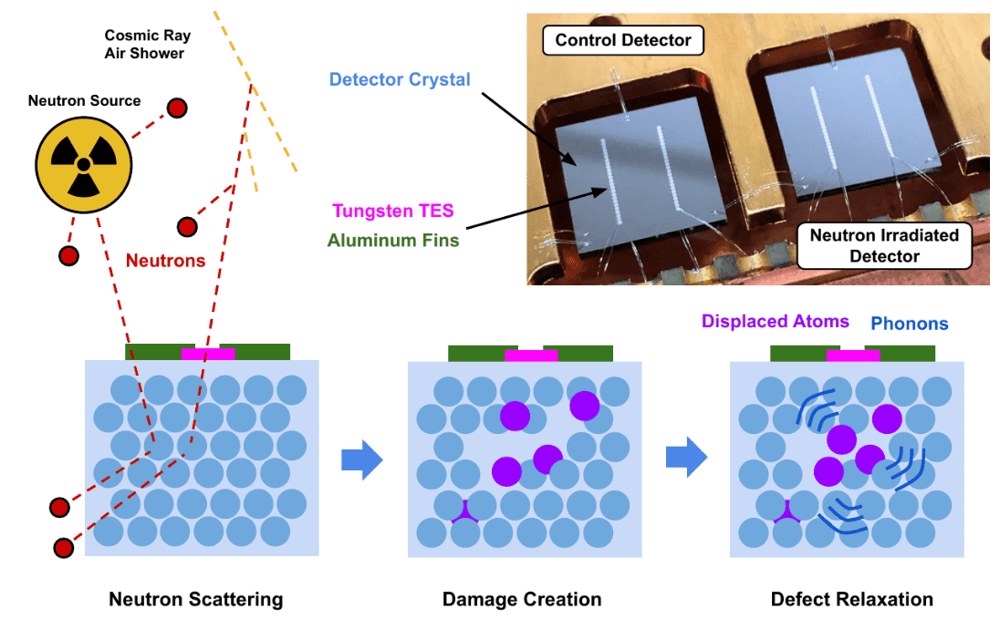 Cosmic Ray
Air Shower
Neutron Source
Neutrons
Control Detector
Detector Crystal
Tungsten TES
Aluminum Fins
Neutron Irradiated
Detector
Displaced Atoms
Phonons
Neutron Scattering
Damage Creation
Defect Relaxation